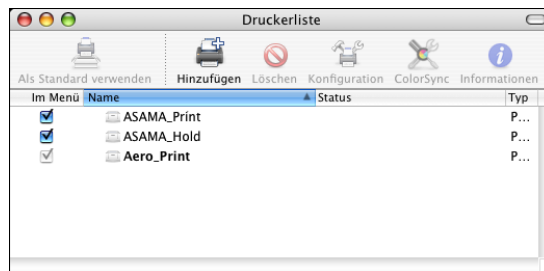 Druckerliste
Als Standard verwenden Hinzufügen Löschen Konfiguration ColorSync Informationen
Im Menü Name Status Typ
ASAMA_Print P...
ASAMA_Hold P...
Aero_Print P...